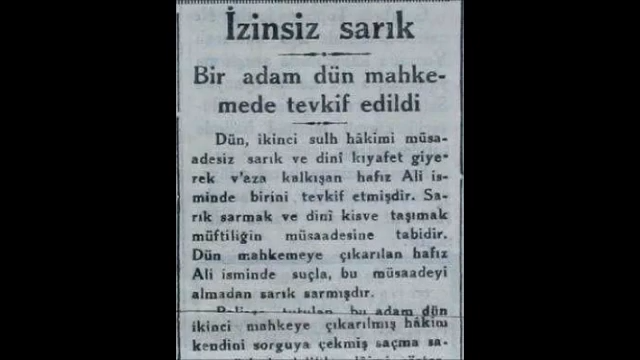 İzinsiz sarık
Bir adam dün mahke-
mede tevkif edildi
Dün, ikinci sulh hâkimi müsa-
adesiz sarık ve dinî kıyafet giye-
rek v'aza kalkışan hafız Ali is-
minde birini tevkif etmişdir. Sa-
rık sarmak ve dinî kisve taşımak
müftiliğin müsaadesine tabidir.
Dün mahkemeye çıkarılan hafız
Ali isminde suçla, bu müsaadeyi
almadan sarık sarmışdır.
bu adam dün
ikinci mahkeye çıkarılmış hâkim
kendini sorguya çekmiş saçma sa-